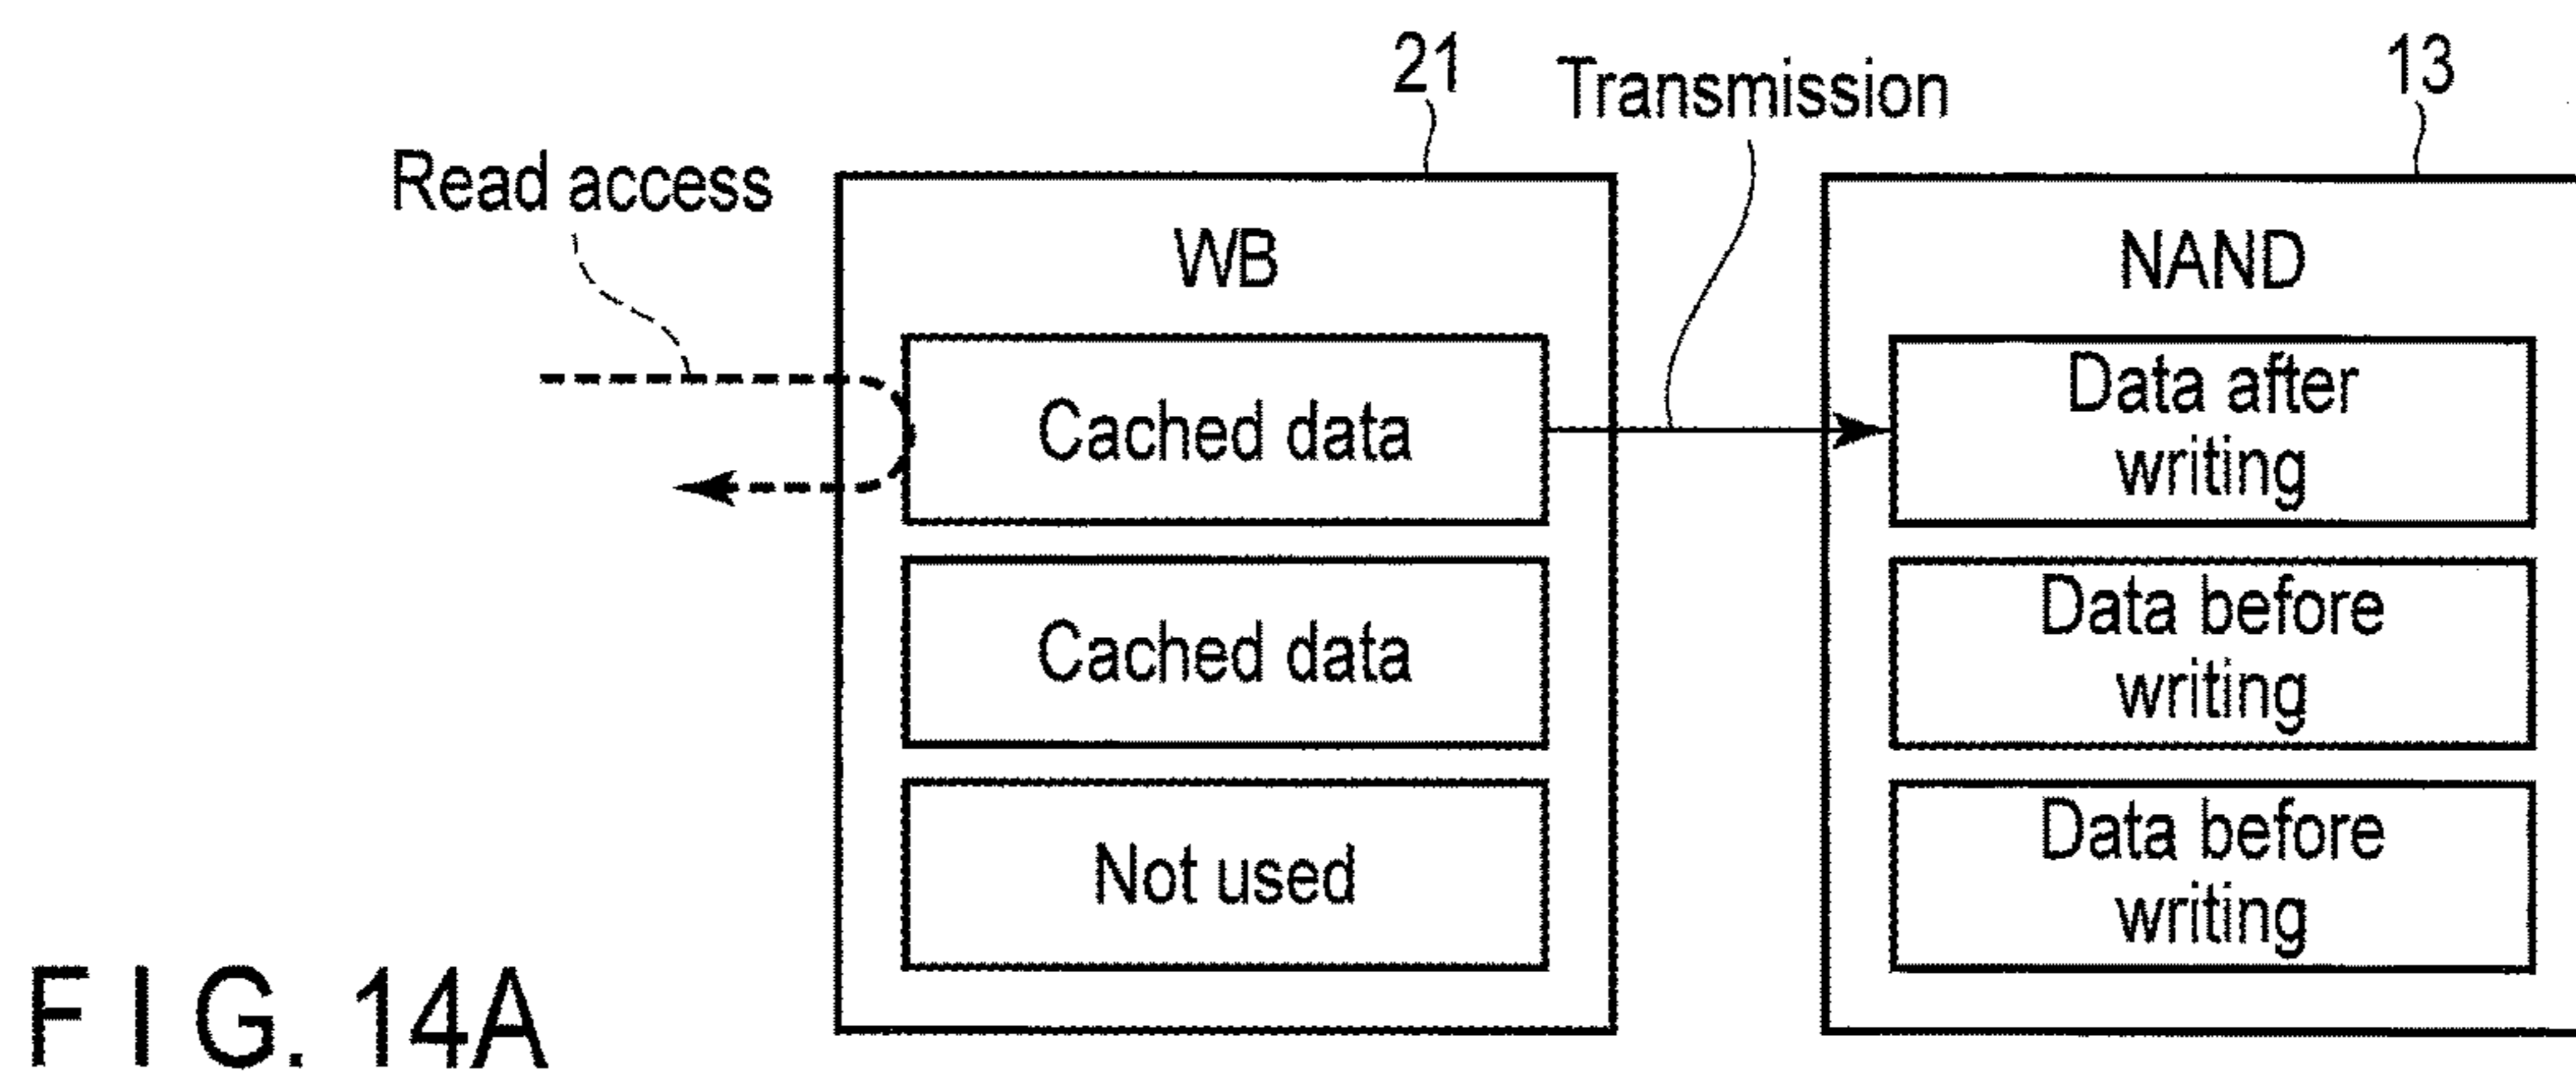 21
Transmission
13
Read access
WB
NAND
Cached data
Data after
writing
Cached data
Data before
writing
Not used
Data before
writing
FIG. 14A